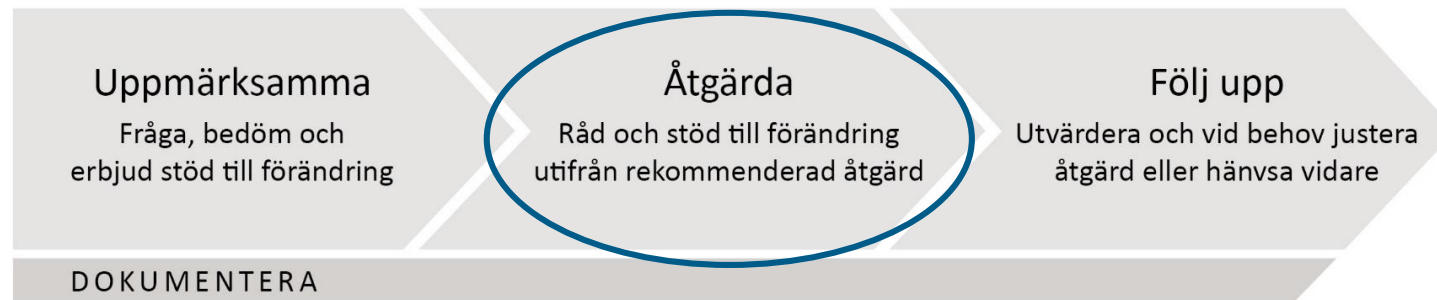 Uppmärksamma
Fråga, bedöm och
erbjud stöd till förändring
Åtgärda
Råd och stöd till förändring
utifrån rekommenderad åtgärd
Följ upp
Utvärdera och vid behov justera
åtgärd eller hänvsa vidare
DOKUMENTERA